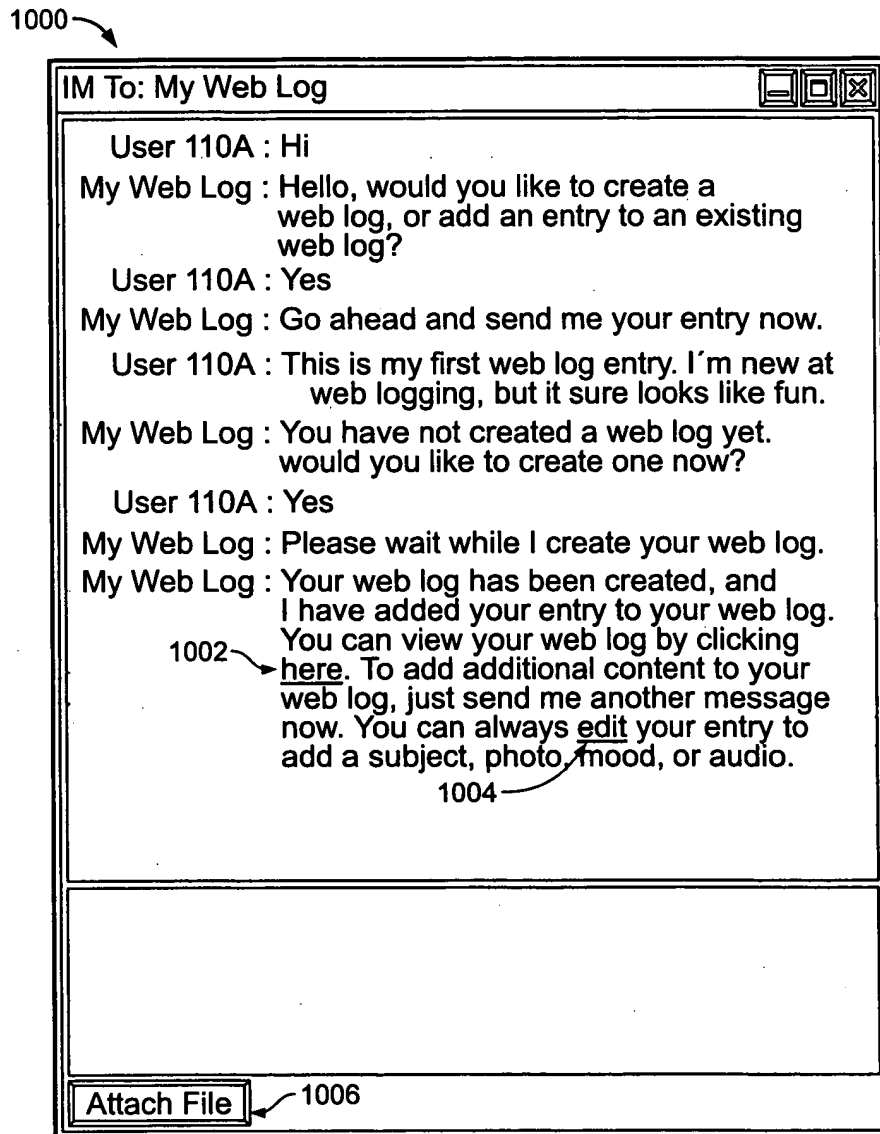 1000
IM To: My Web Log
User 110A : Hi
My Web Log : Hello, would you like to create a
web log, or add an entry to an existing
web log?
User 110A : Yes
My Web Log : Go ahead and send me your entry now.
User 110A : This is my first web log entry. I´m new at
web logging, but it sure looks like fun.
My Web Log : You have not created a web log yet.
would you like to create one now?
User 110A : Yes
My Web Log : Please wait while I create your web log.
My Web Log : Your web log has been created, and
I have added your entry to your web log.
You can view your web log by clicking
1002
here. To add additional content to your
web log, just send me another message
now. You can always edit your entry to
add a subject, photo, mood, or audio.
1004
Attach File
1006